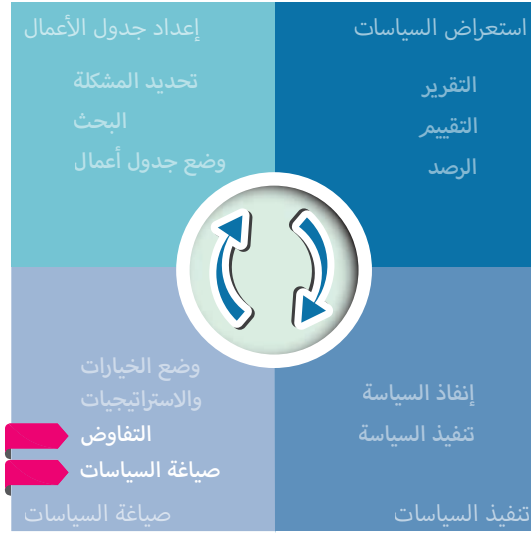 استعراض السياسات
التقرير
التقييم
الرصد
إعداد جدول الأعمال
تحديد المشكلة
البحث
وضع جدول أعمال
إنفاذ السياسة
تنفيذ السياسة
تنفيذ السياسات
وضع الخيارات
والاستراتيجيات
التفاوض
صياغة السياسات
صياغة السياسات